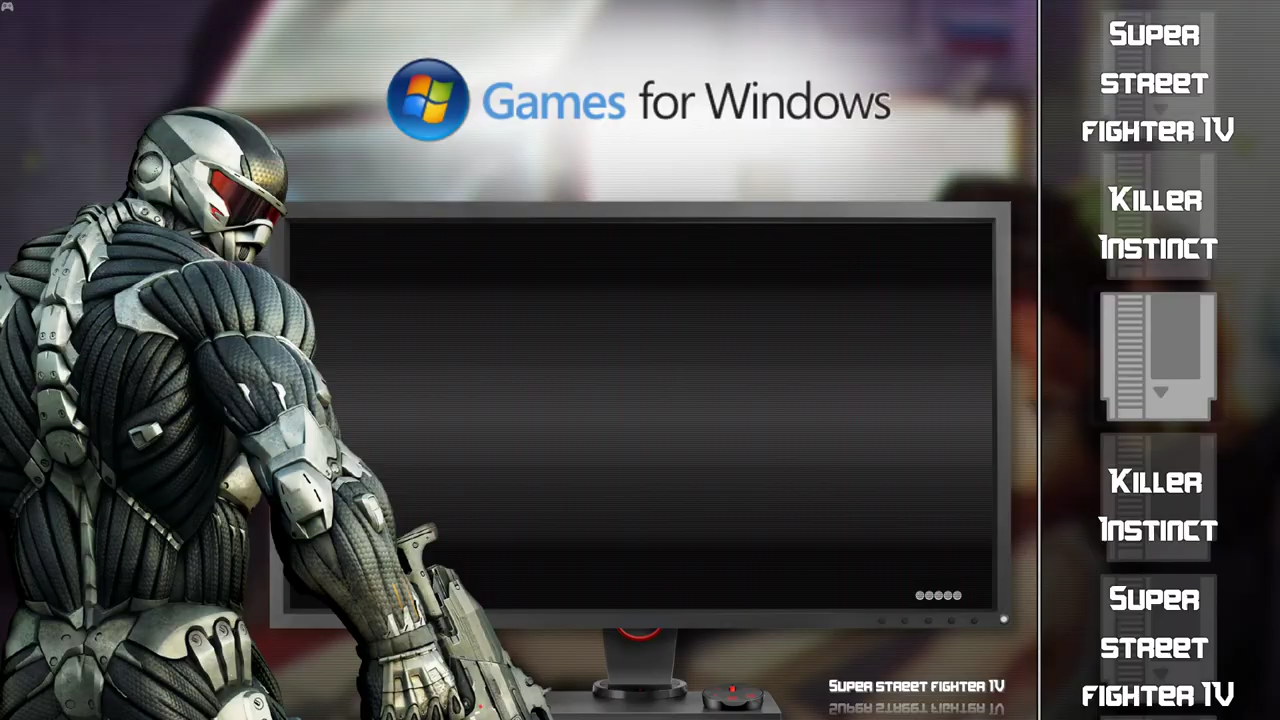 Games for Windows
Super
street
fighter IV
Killer
Instinct
Killer
Instinct
Super
street
fighter IV
Super street fighter IV